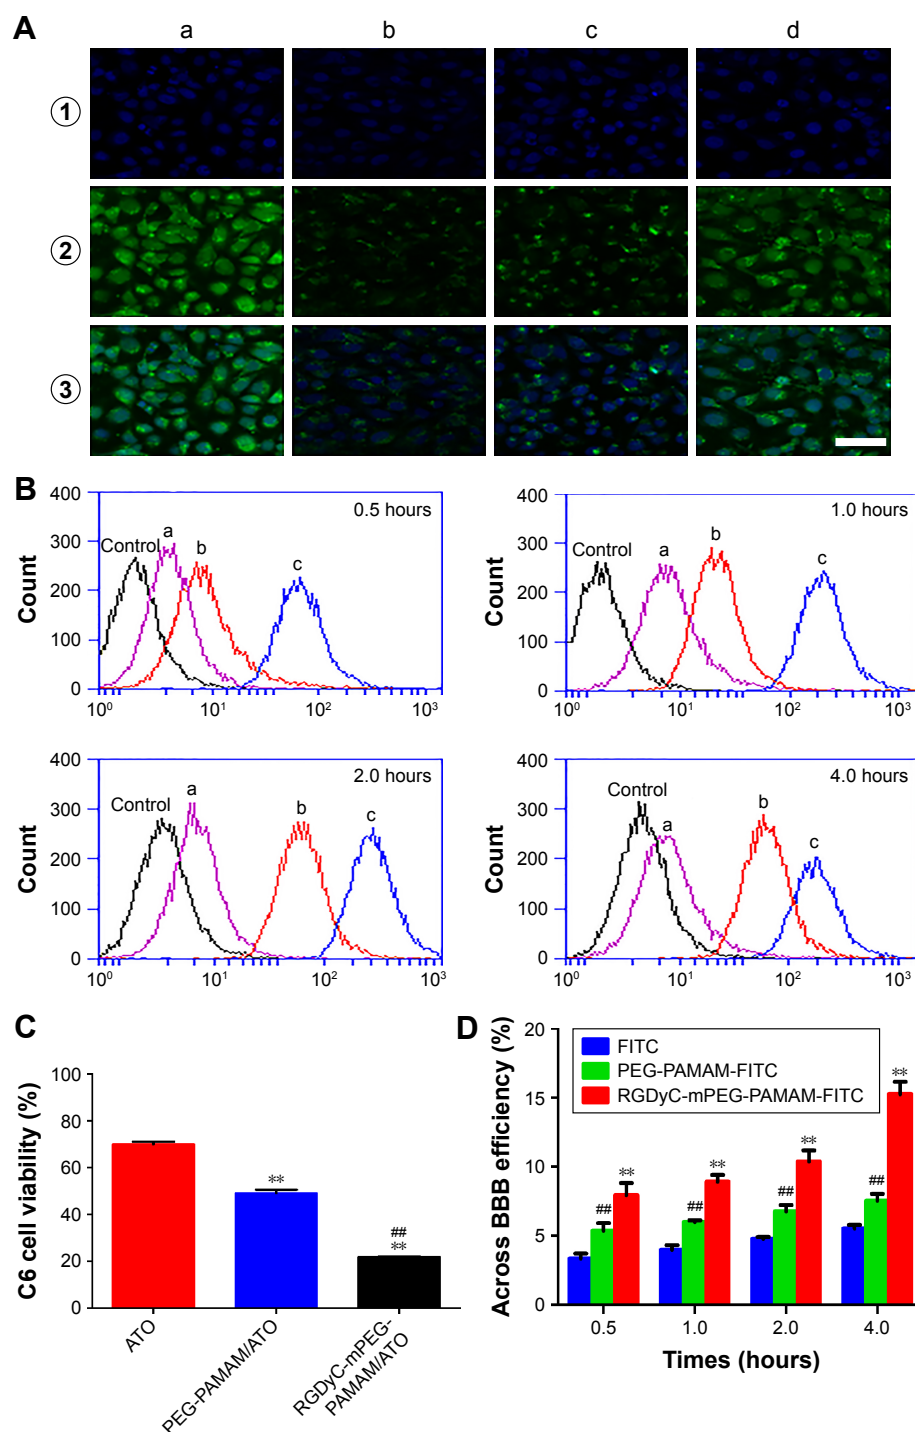 A
a b c d
①
②
③
B
400 300 200 100 0
Count
0.5 hours
Control a b c
10⁰ 10¹ 10² 10³
400 300 200 100 0
Count
1.0 hours
Control a b c
10⁰ 10¹ 10² 10³
400 300 200 100 0
Count
2.0 hours
Control a b c
10⁰ 10¹ 10² 10³
400 300 200 100 0
Count
4.0 hours
Control a b c
10⁰ 10¹ 10² 10³
C
C6 cell viability (%)
100 80 60 40 20 0
**
##
**
ATO
PEG-PAMAM/ATO
RGDyC-mPEG-
PAMAM/ATO
D
Across BBB efficiency (%)
20 15 10 5 0
FITC
PEG-PAMAM-FITC
RGDyC-mPEG-PAMAM-FITC
## ** ## ** ## ** ## **
0.5 1.0 2.0 4.0
Times (hours)